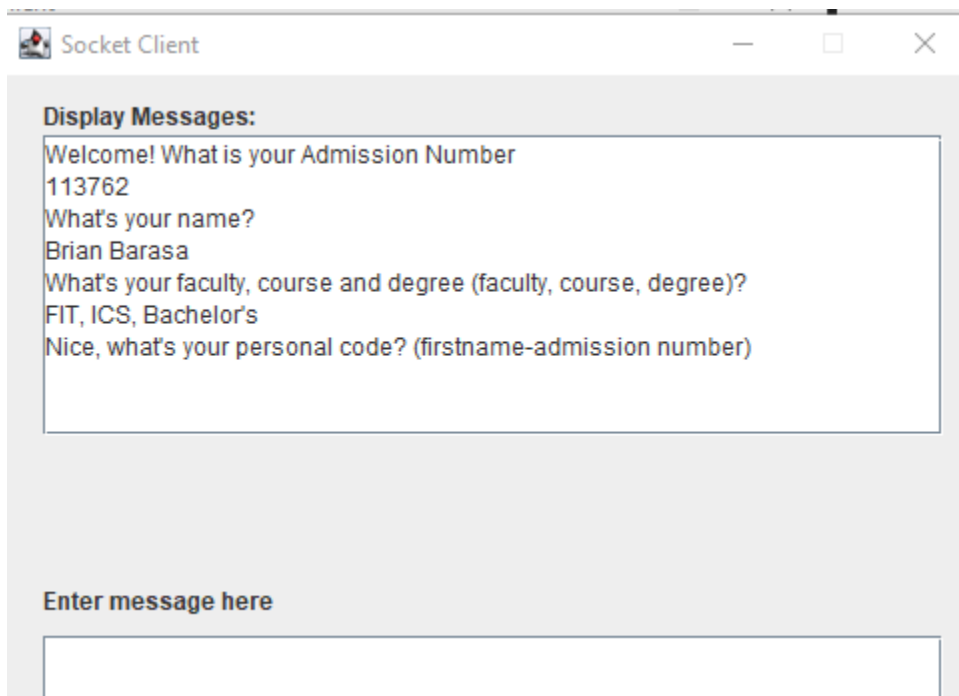 Socket Client
Display Messages:
Welcome! What is your Admission Number
113762
What's your name?
Brian Barasa
What's your faculty, course and degree (faculty, course, degree)?
FIT, ICS, Bachelor's
Nice, what's your personal code? (firstname-admission number)
Enter message here